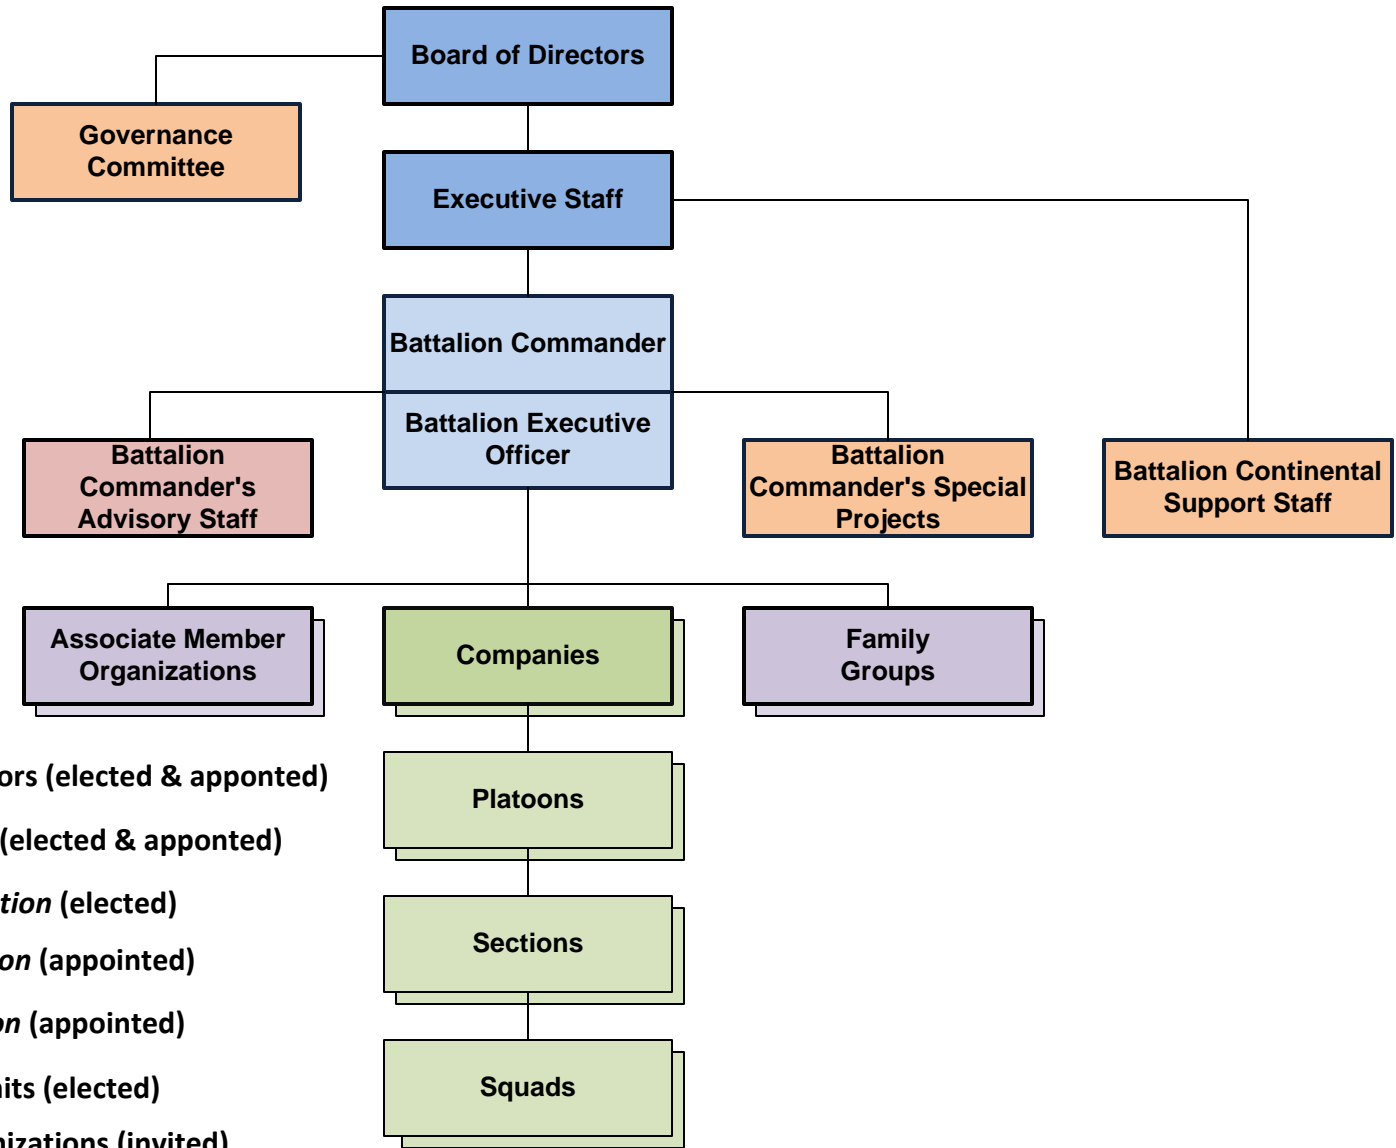 Board of Directors
Governance
Committee
Executive Staff
Battalion Commander
Battalion Executive
Officer
Battalion
Commander's
Advisory Staff
Battalion
Commander's Special
Projects
Battalion Continental
Support Staff
Associate Member
Organizations
Companies
Family
Groups
ors (elected & apponted)
Platoons
(elected & apponted)
tion (elected)
Sections
on (appointed)
on (appointed)
Squads
its (elected)
nizations (invited)